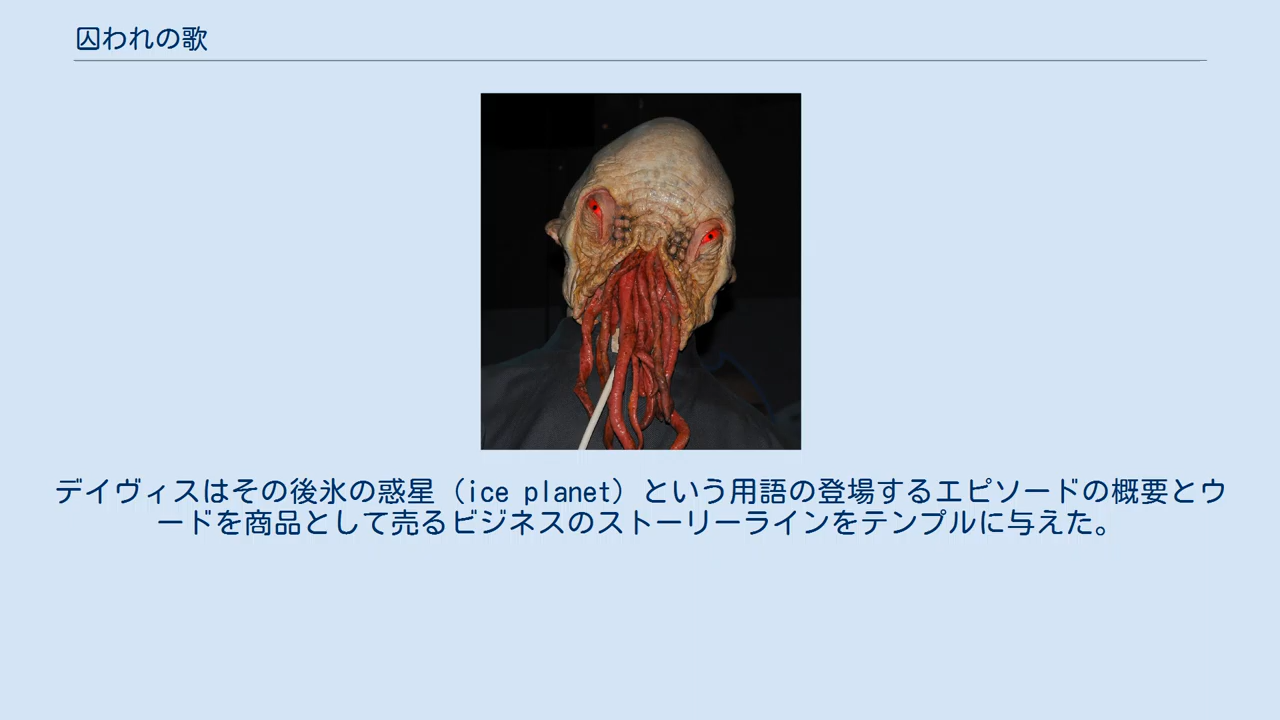 囚われの歌
デイヴィスはその後氷の惑星（ice planet）という用語の登場するエピソードの概要とウ
ードを商品として売るビジネスのストーリーラインをテンプルに与えた。